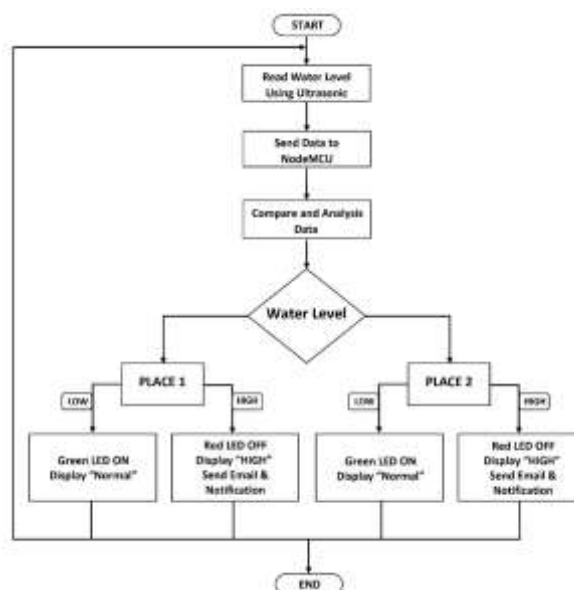 START
Read Water Level
Using Ultrasonic
Send Data to
NodeMCU
Compare and Analysis
Data
Water Level
PLACE 1
PLACE 2
LOW
HIGH
LOW
HIGH
Green LED ON
Display “Normal”
Red LED OFF
Display “HIGH”
Send Email &
Notification
Green LED ON
Display “Normal”
Red LED OFF
Display “HIGH”
Send Email &
Notification
END